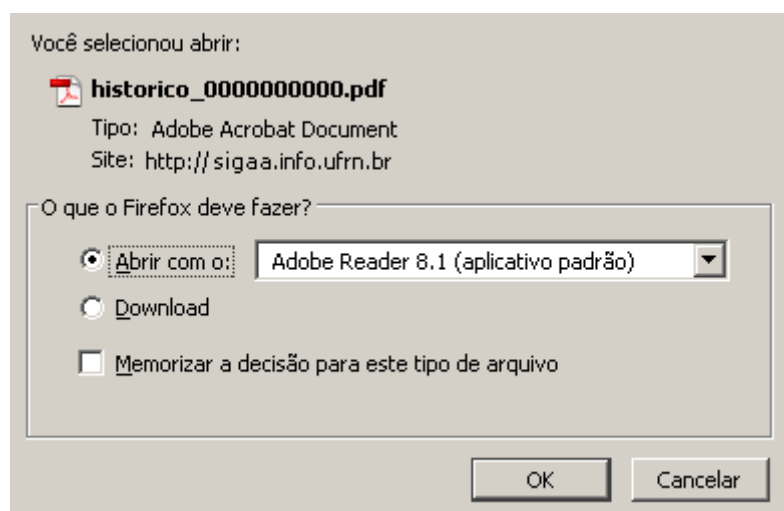 Você selecionou abrir:
historico_0000000000.pdf
Tipo: Adobe Acrobat Document
Site: http://sigaa.info.ufrn.br
O que o Firefox deve fazer?
Abrir com o: Adobe Reader 8.1 (aplicativo padrão)
Download
Memorizar a decisão para este tipo de arquivo
OK Cancelar